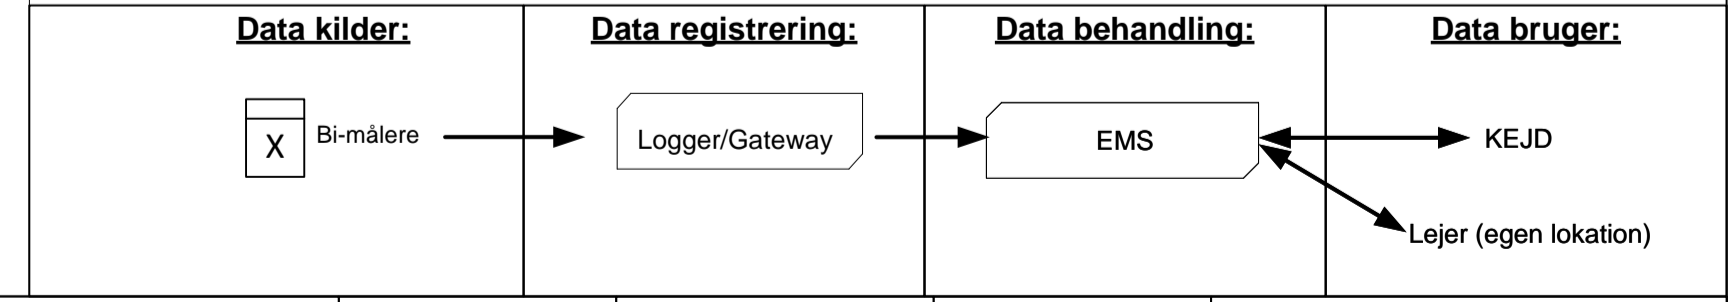 Data kilder:
Data registrering:
Data behandling:
Data bruger:
X
Bi-målere
Logger/Gateway
EMS
KEJD
Lejer (egen lokation)